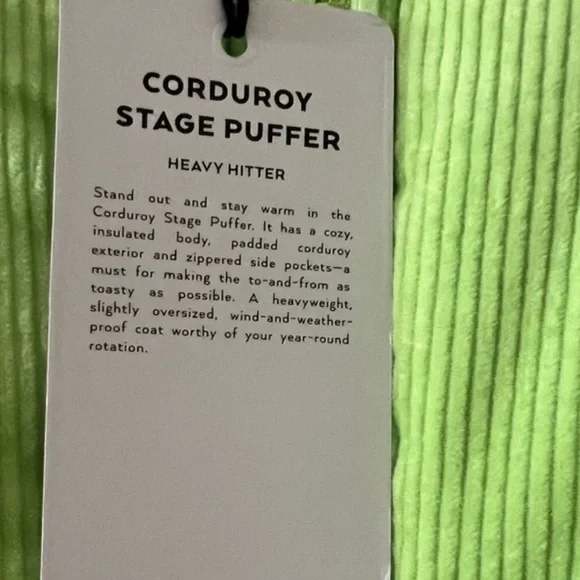 CORDUROY
STAGE PUFFER
HEAVY HITTER
Stand out and stay warm in the
Corduroy Stage Puffer. It has a cozy,
insulated body, padded corduroy
exterior and zippered side pockets—a
must for making the to-and-from as
toasty as possible. A heavyweight,
slightly oversized, wind-and-weather-
proof coat worthy of your year-round
rotation.